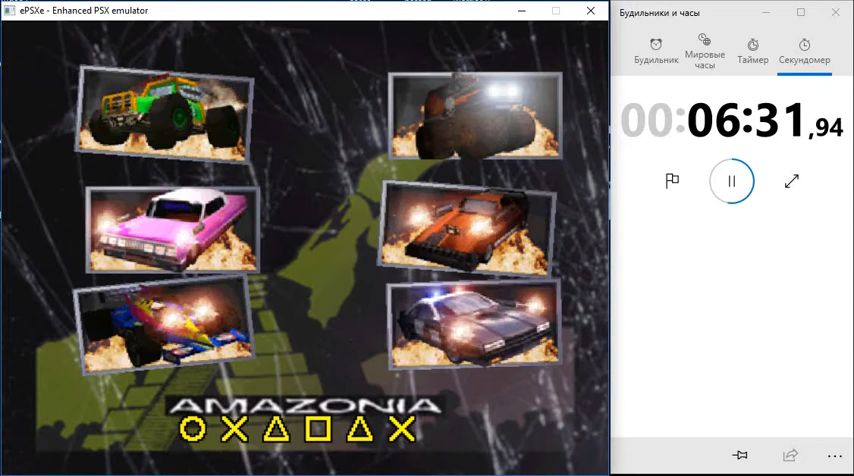 ePSXe - Enhanced PSX emulator
Будильники и часы
Будильник
Мировые часы
Таймер
Секундомер
00:06:31,94
AMAZONIA